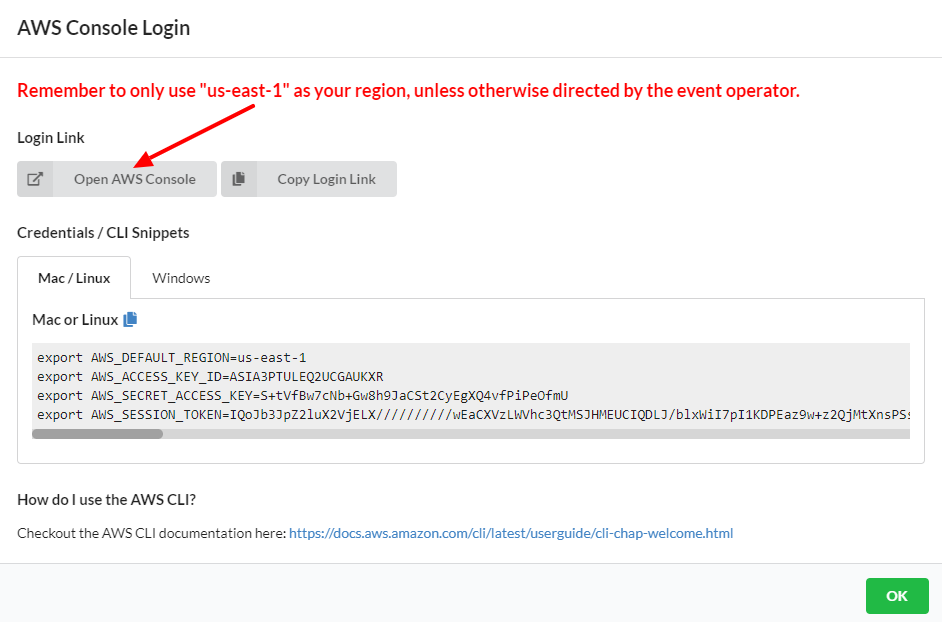 AWS Console Login
Remember to only use "us-east-1" as your region, unless otherwise directed by the event operator.
Login Link
Open AWS Console
Copy Login Link
Credentials / CLI Snippets
Mac / Linux
Windows
Mac or Linux
export AWS_DEFAULT_REGION=us-east-1
export AWS_ACCESS_KEY_ID=ASIA3PTULEQ2UCGAUKXR
export AWS_SECRET_ACCESS_KEY=S+tVfBw7cNb+Gw8h9JaCSt2CyEgXQ4vfPiPeOfmU
export AWS_SESSION_TOKEN=IQoJb3JpZ2luX2VjELX//////////wEaCXVzLWVhc3QtMSJHMEUCIQDLJ/blxWiI7pI1KDPEaz9w+z2QjMtXnsPSs
How do I use the AWS CLI?
Checkout the AWS CLI documentation here: https://docs.aws.amazon.com/cli/latest/userguide/cli-chap-welcome.html
OK